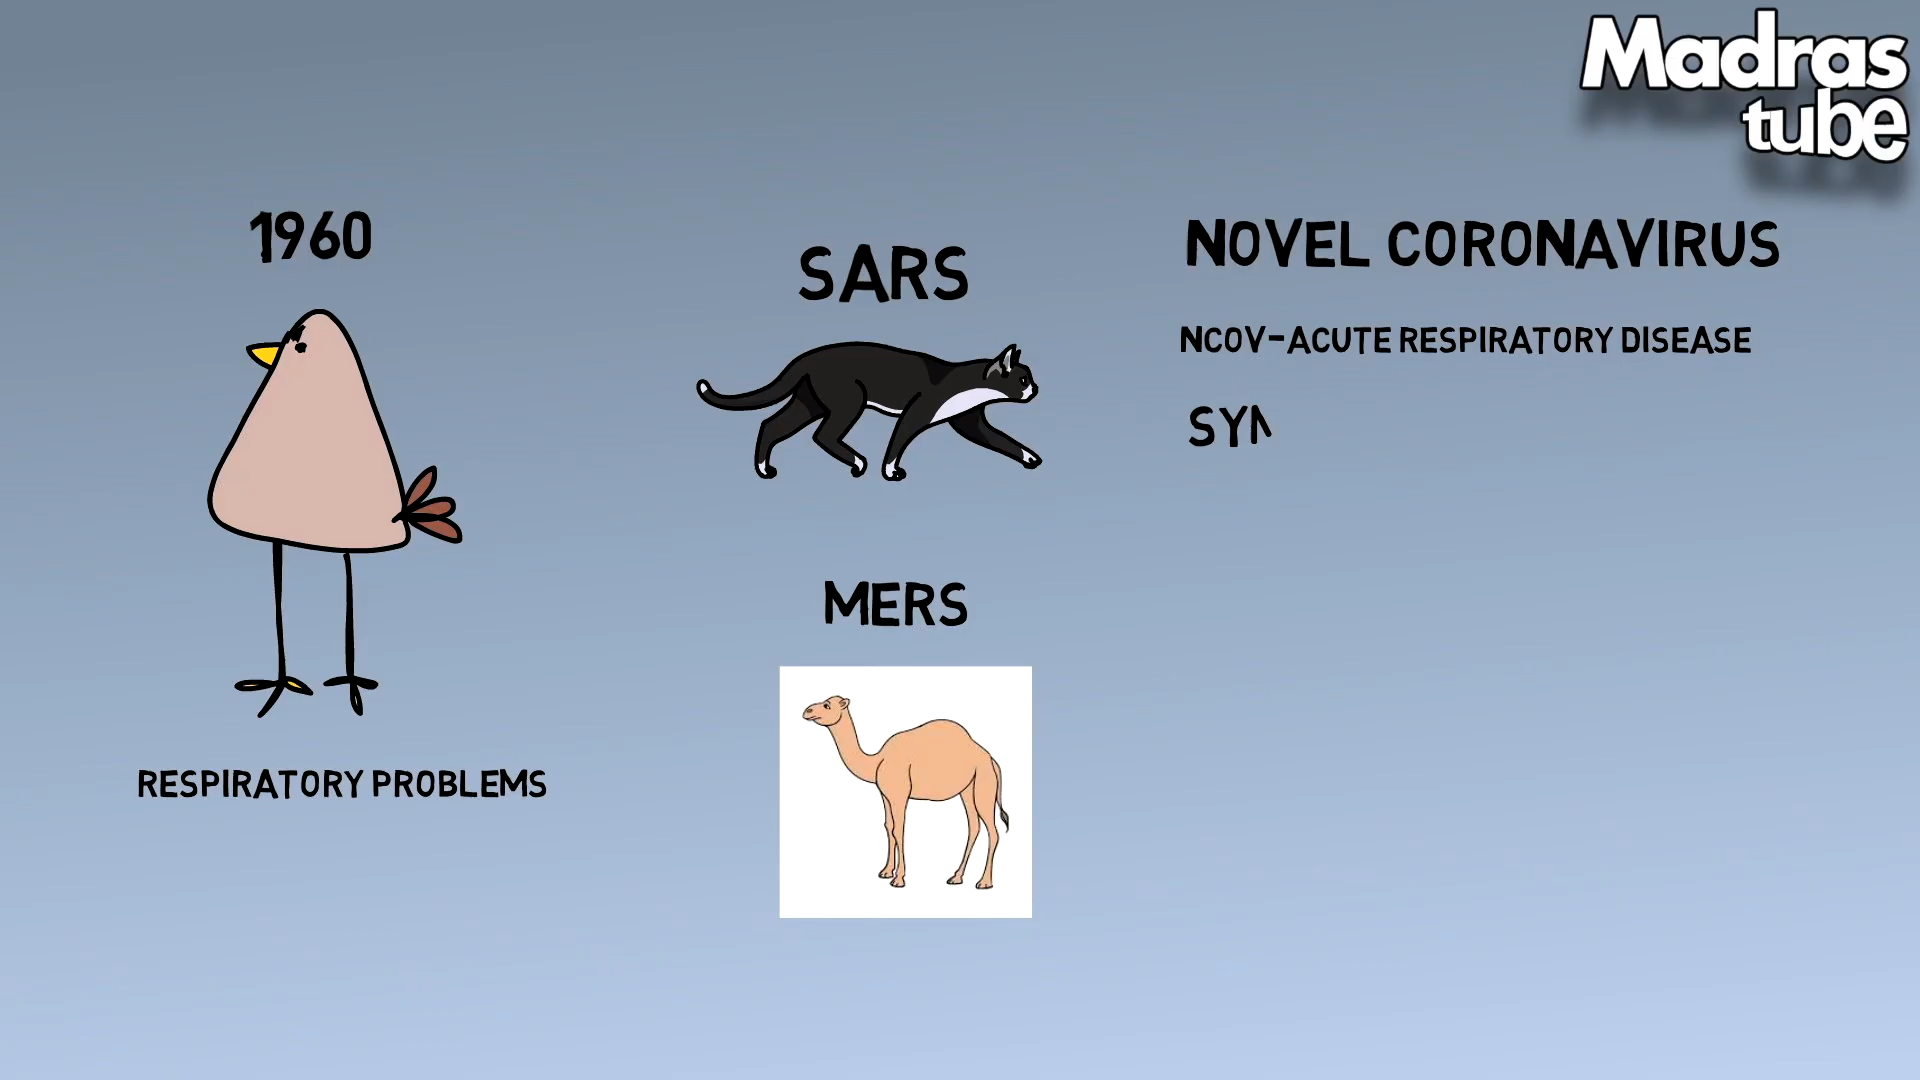 Madras
tube
1960
RESPIRATORY PROBLEMS
SARS
MERS
NOVEL CORONAVIRUS
NCOV-ACUTE RESPIRATORY DISEASE